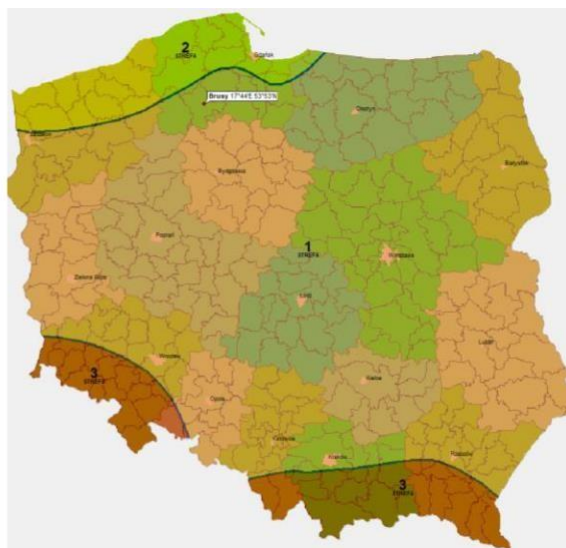 2
STREFA
Gdańsk
Brusy 17°44'E 53°53'N
Olsztyn
Bydgoszcz
Białystok
Poznań
1
STREFA
Warszawa
Zielona Góra
Łódź
Lublin
Wrocław
3
STREFA
Opole
Kielce
Katowice
Kraków
Rzeszów
3
STREFA